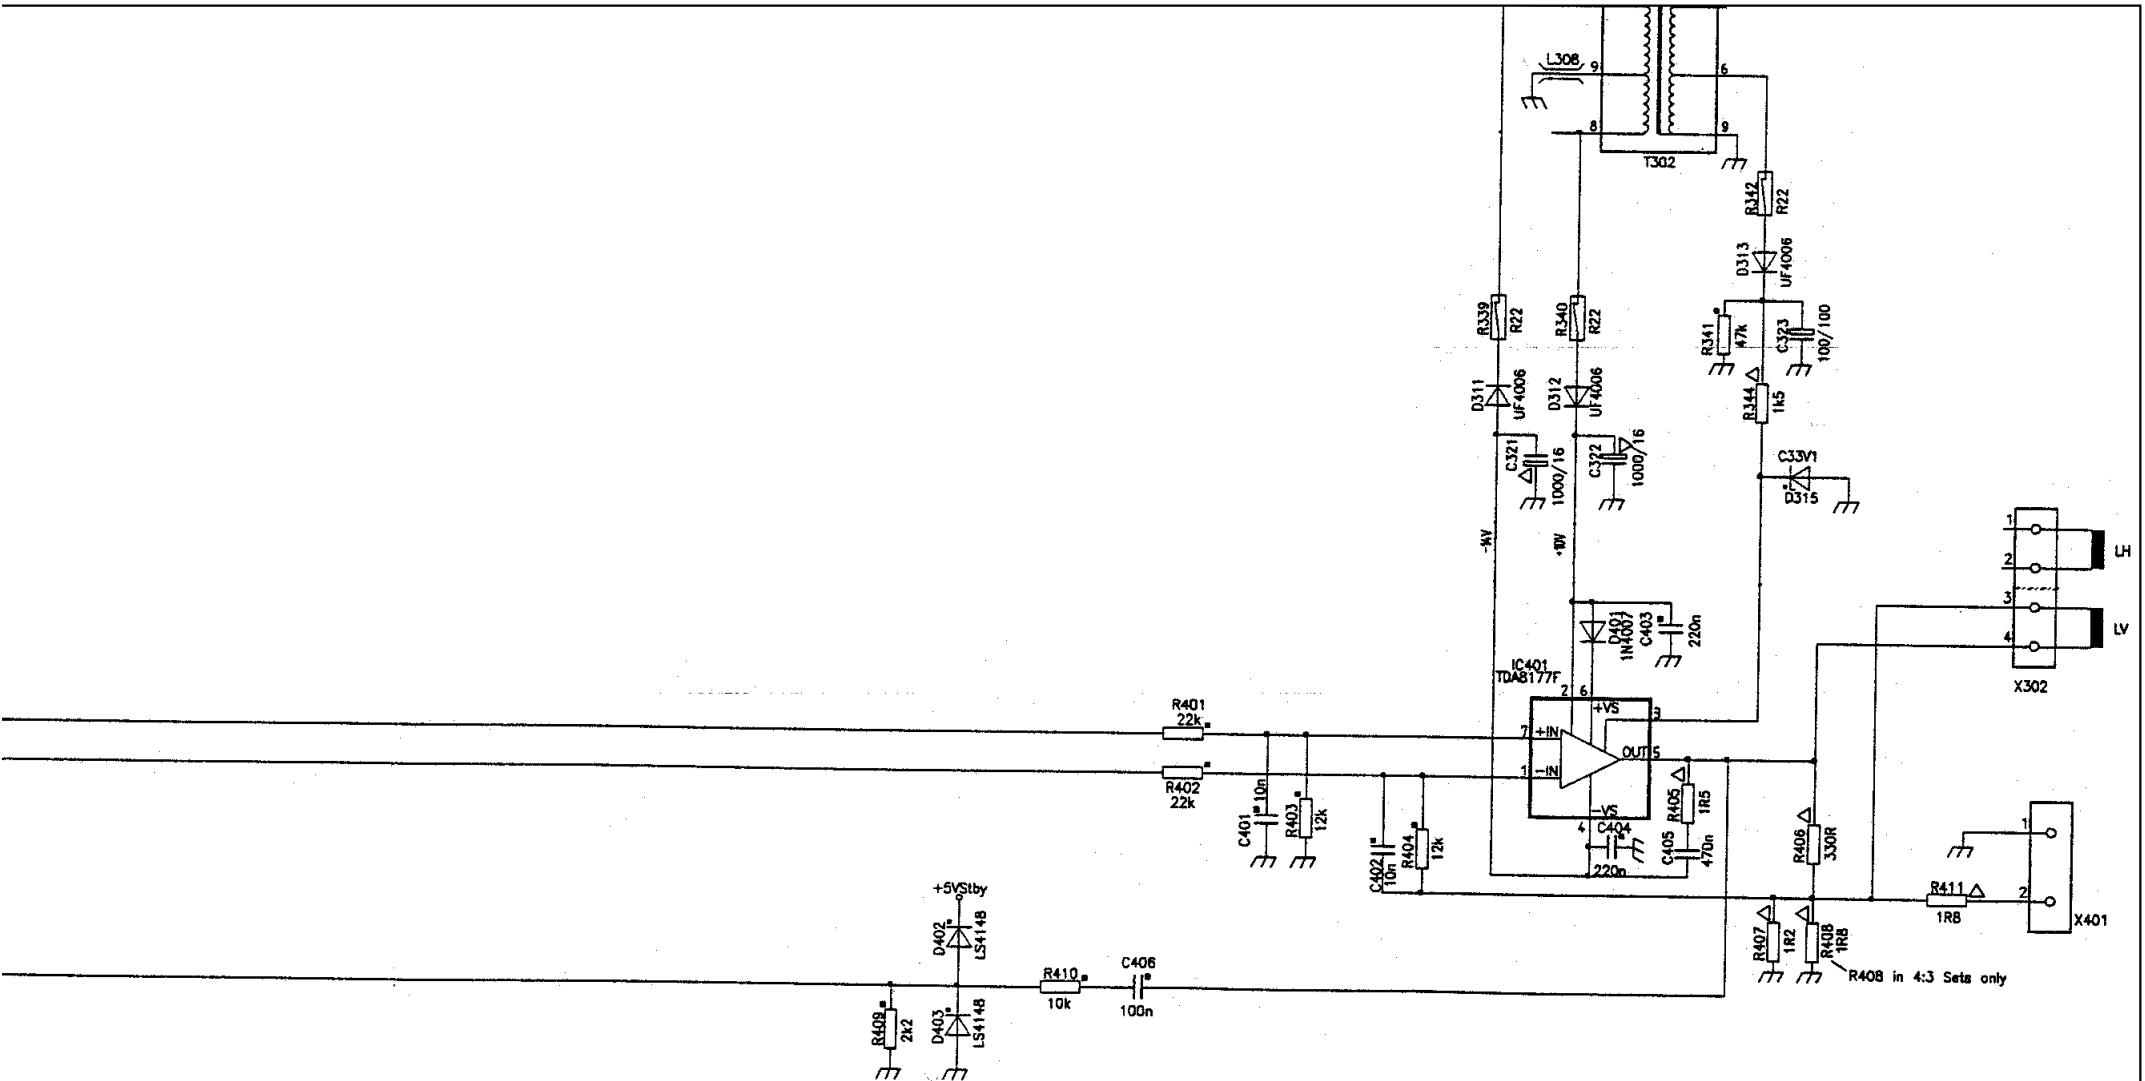 L308
9
6
8
9
T302
R342
R22
D313
UF4006
R339
R22
R340
R22
R341
47k
C323
100/100
D311
UF4006
D312
UF4006
R344
1k5
C321
1000/16
C322
1000/16
C33V1
D315
-14V
+10V
1
2
3
4
LH
LV
X302
D401
1N4007
C403
220n
IC401
TDA8177F
2 6
+VS
3
R401
22k
7 +IN
OUT 5
1 -IN
R402
22k
-VS
4
C404
220n
R405
1R5
C405
470n
C401
10n
R403
12k
C402
10n
R404
12k
R406
330R
1
2
X401
R411
1R8
R407
1R2
R408
1R8
R408 in 4:3 Sets only
+5VStby
D402
LS4148
R410
10k
C406
100n
R409
2k2
D403
LS4148